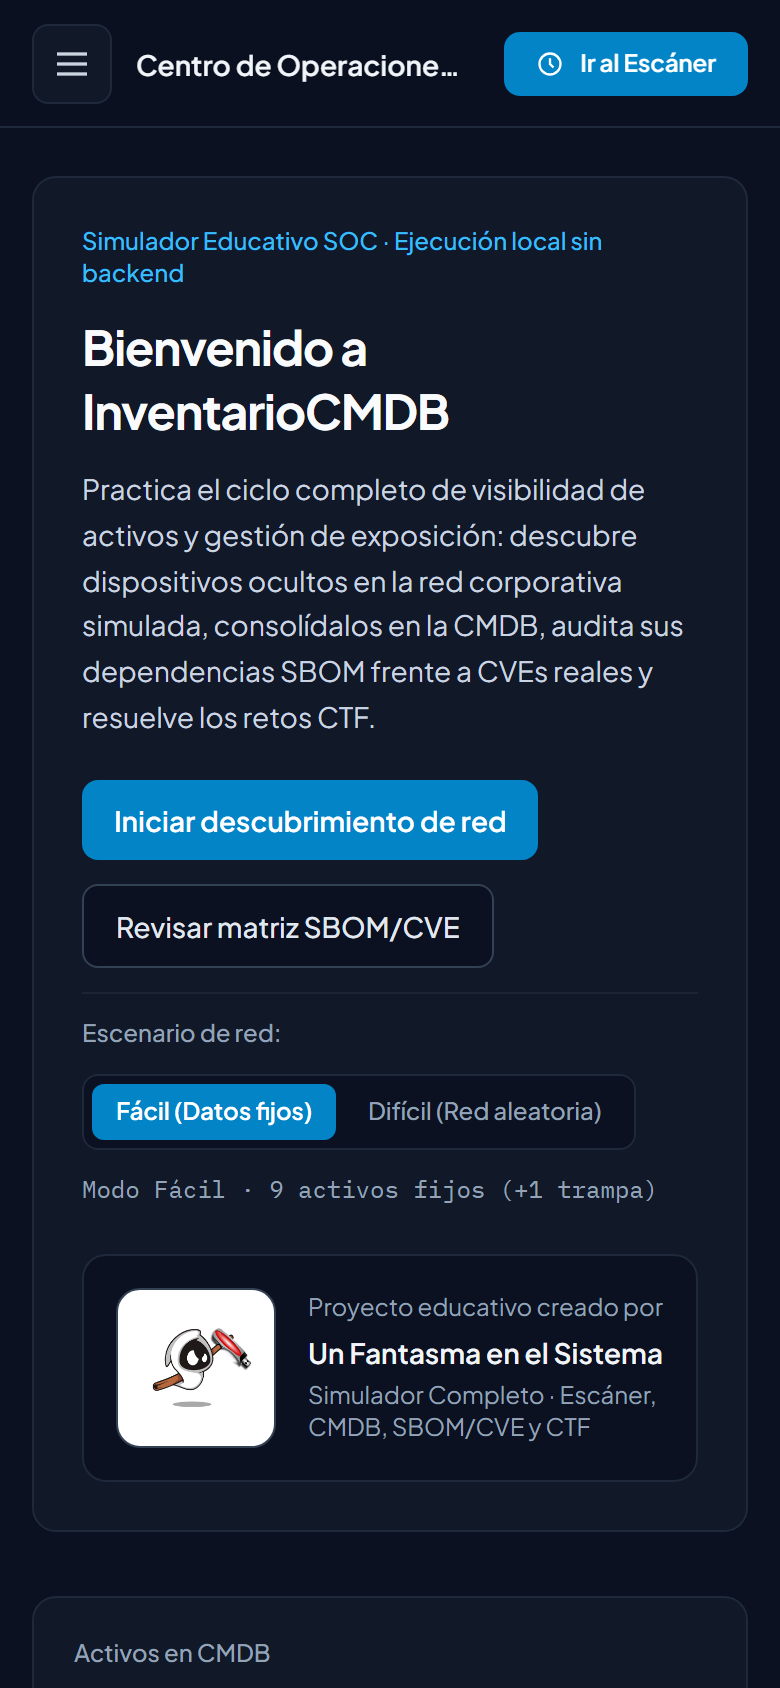 Centro de Operacione…
Ir al Escáner
Simulador Educativo SOC · Ejecución local sin
backend
Bienvenido a
InventarioCMDB
Practica el ciclo completo de visibilidad de
activos y gestión de exposición: descubre
dispositivos ocultos en la red corporativa
simulada, consolídalos en la CMDB, audita sus
dependencias SBOM frente a CVEs reales y
resuelve los retos CTF.
Iniciar descubrimiento de red
Revisar matriz SBOM/CVE
Escenario de red:
Fácil (Datos fijos)
Difícil (Red aleatoria)
Modo Fácil · 9 activos fijos (+1 trampa)
Proyecto educativo creado por
Un Fantasma en el Sistema
Simulador Completo · Escáner,
CMDB, SBOM/CVE y CTF
Activos en CMDB